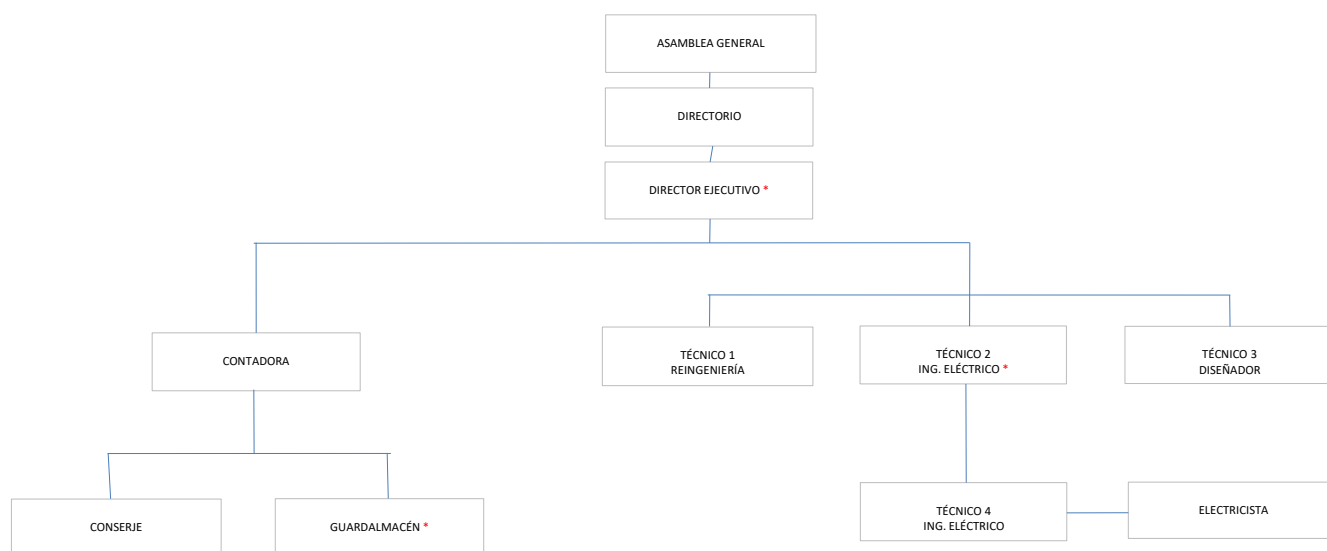 ASAMBLEA GENERAL
DIRECTORIO
DIRECTOR EJECUTIVO *
CONTADORA
TÉCNICO 1
REINGENIERÍA
TÉCNICO 2
ING. ELÉCTRICO *
TÉCNICO 3
DISEÑADOR
CONSERJE
GUARDALMACÉN *
TÉCNICO 4
ING. ELÉCTRICO
ELECTRICISTA